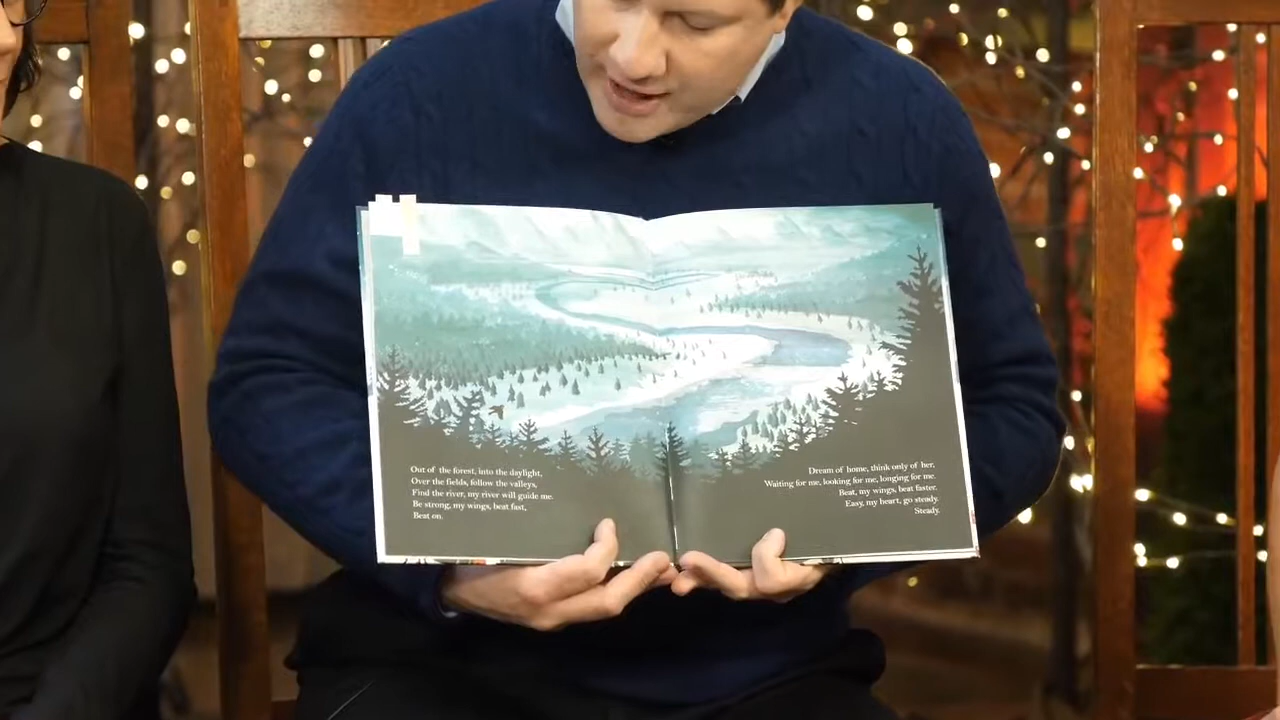 Out of the forest, into the daylight,
Over the fields, follow the valleys,
Find the river, my river will guide me.
Be strong, my wings, beat fast,
Beat on.
Dream of home, think only of her,
Waiting for me, looking for me, longing for me.
Beat, my wings, beat faster.
Easy, my heart, go steady.
Steady.